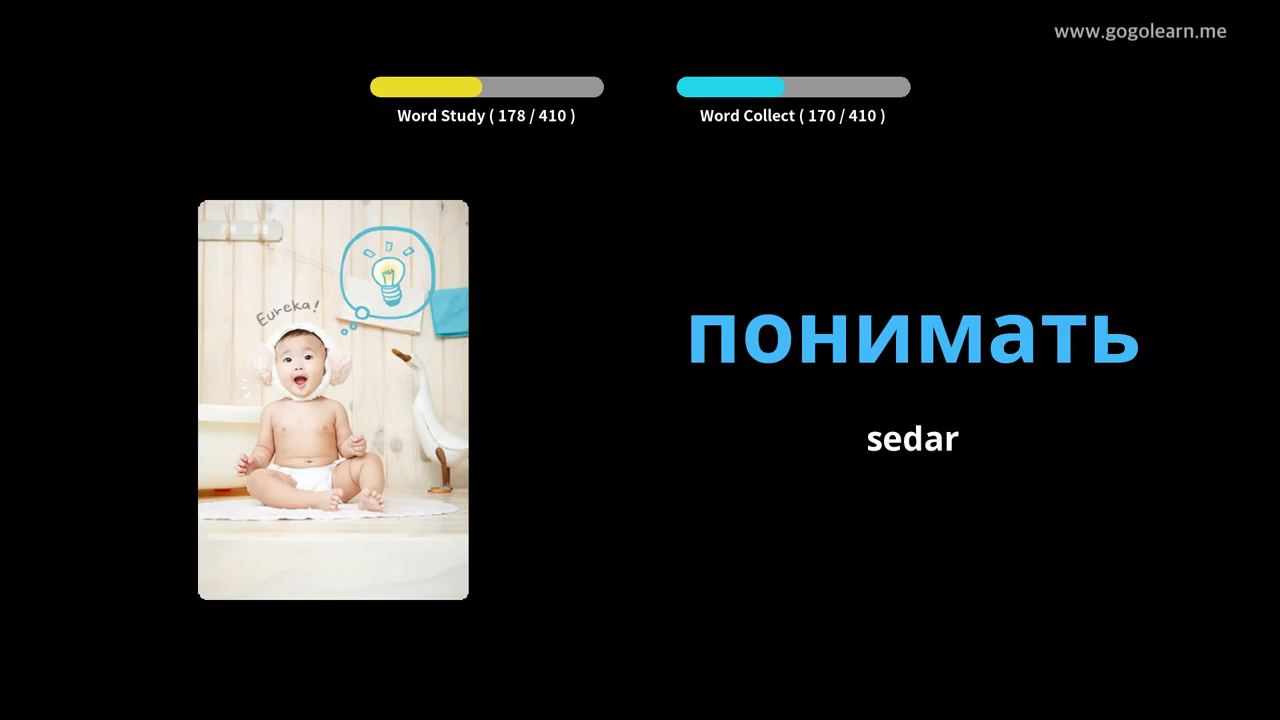 www.gogolearn.me
Word Study ( 178 / 410 )
Word Collect ( 170 / 410 )
Eureka!
понимать
sedar